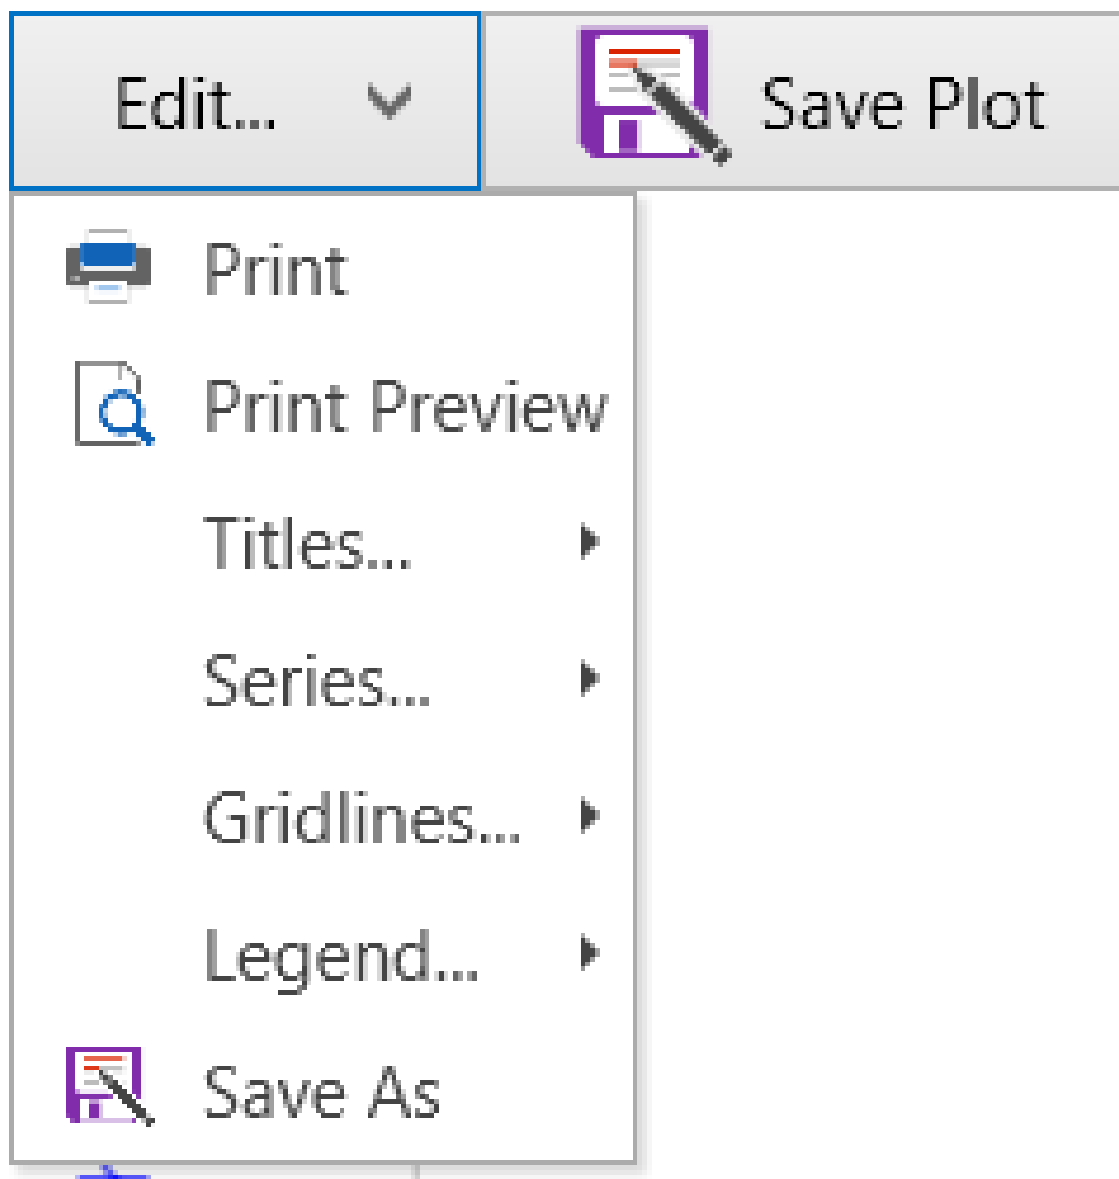 Edit... Save Plot
Print
Print Preview
Titles...
Series...
Gridlines...
Legend...
Save As